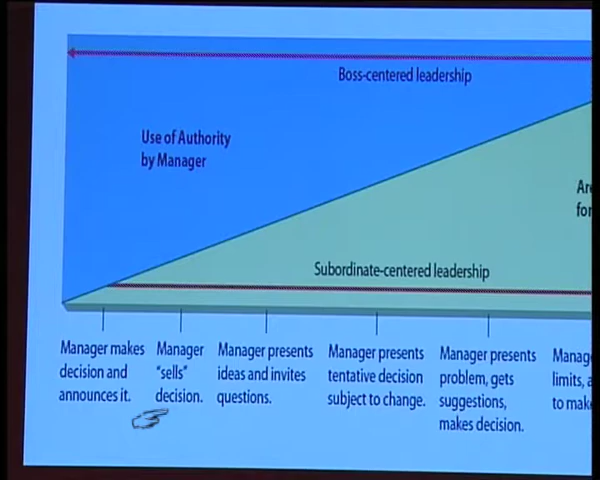 Boss-centered leadership
Use of Authority
by Manager
Subordinate-centered leadership
Manager makes
decision and
announces it.
Manager
"sells"
decision.
Manager presents
ideas and invites
questions.
Manager presents
tentative decision
subject to change.
Manager presents
problem, gets
suggestions,
makes decision.
limits,
to